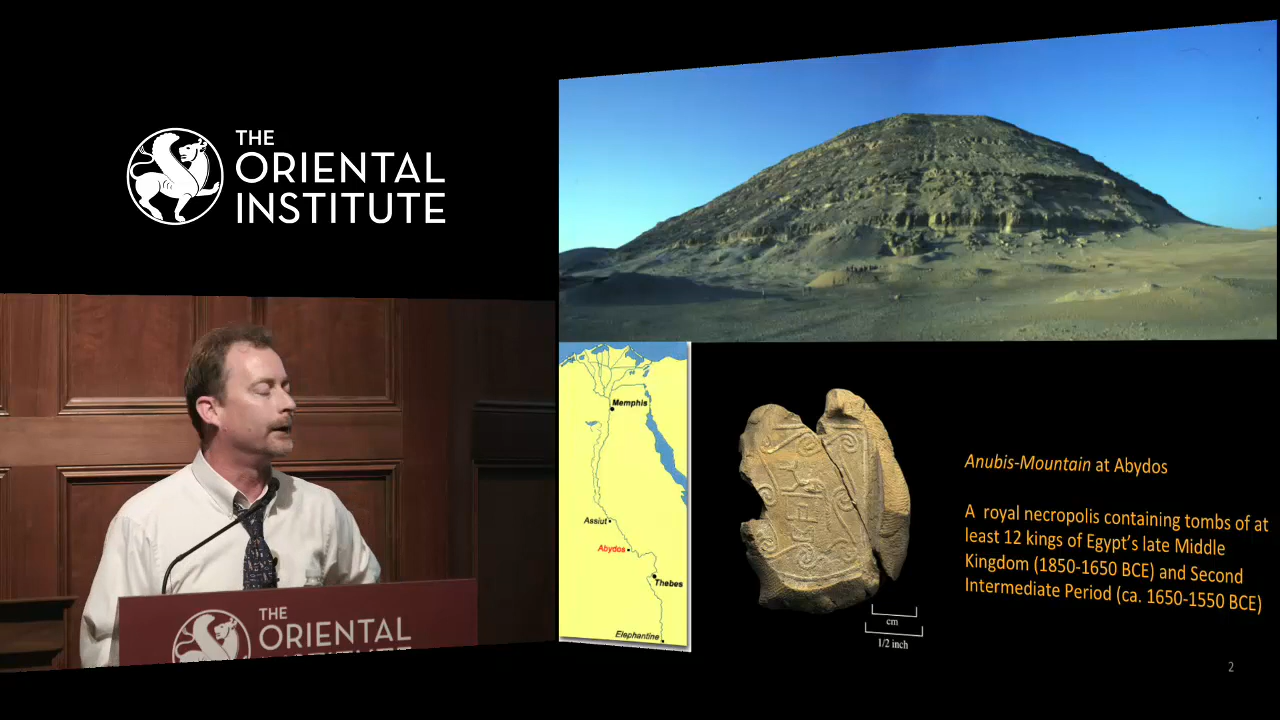 THE
ORIENTAL
INSTITUTE
THE
ORIENTAL
Memphis
Assiut
Abydos
Thebes
Elephantine
cm
1/2 inch
Anubis-Mountain at Abydos
A royal necropolis containing tombs of at
least 12 kings of Egypt's late Middle
Kingdom (1850-1650 BCE) and Second
Intermediate Period (ca. 1650-1550 BCE)
2